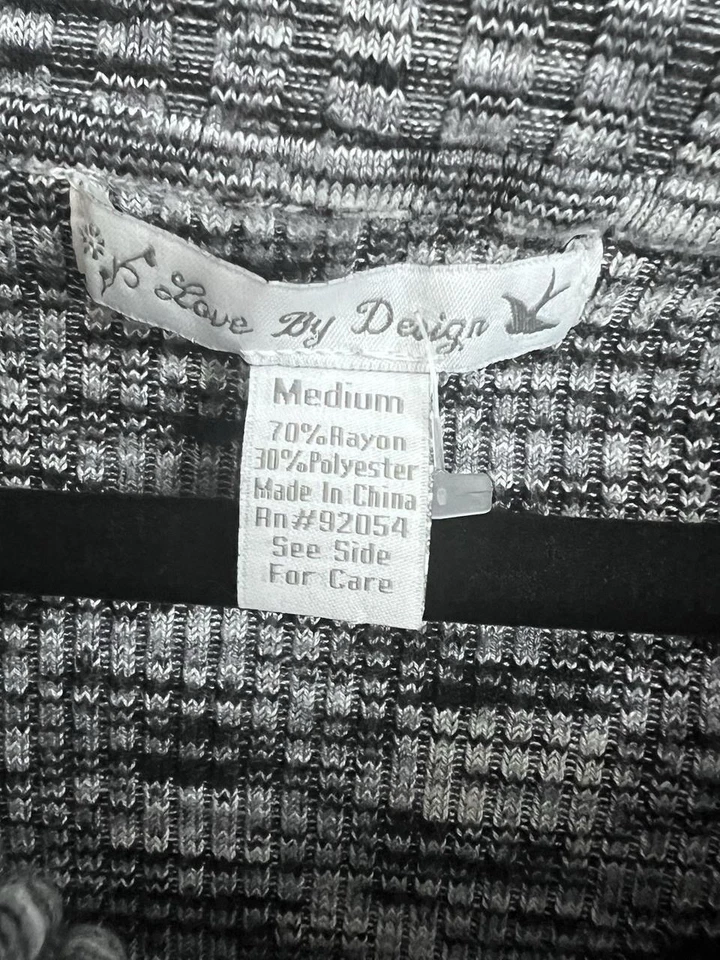 Love By Design
Medium
70%Rayon
30%Polyester
Made In China
Rn#92054
See Side
For Care